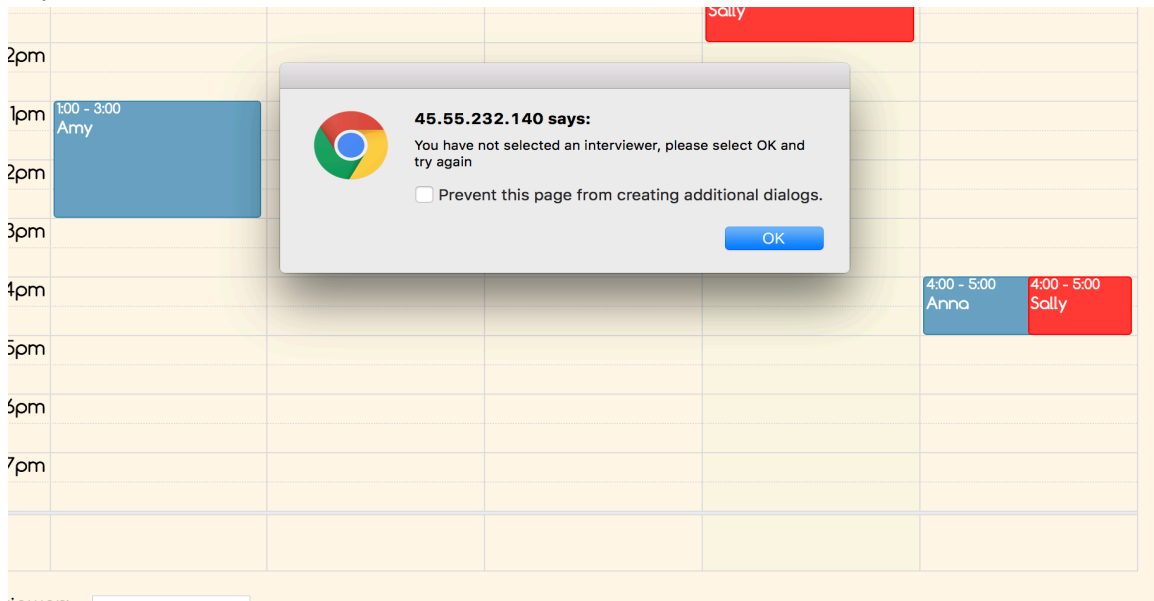 Sally
2pm
1pm
1:00 - 3:00
Amy
2pm
3pm
4pm
5pm
6pm
7pm
45.55.232.140 says:
You have not selected an interviewer, please select OK and
try again
Prevent this page from creating additional dialogs.
OK
4:00 - 5:00
Anna
4:00 - 5:00
Sally